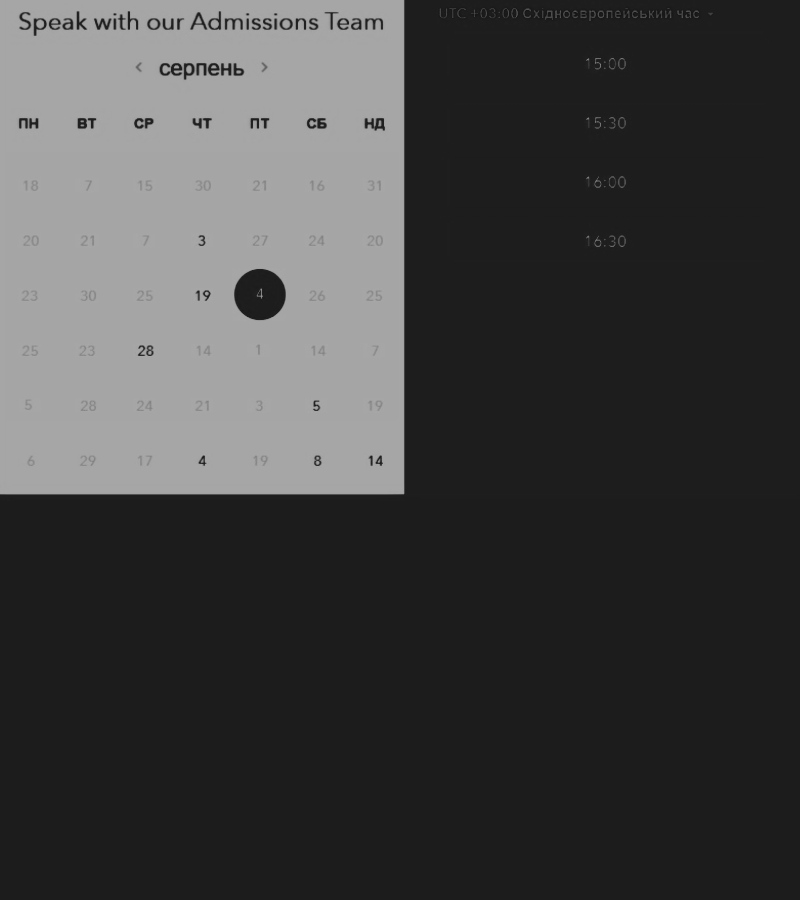 Speak with our Admissions Team
серпень
ПН ВТ СР ЧТ ПТ СБ НД
18 7 15 30 21 16 31
20 21 7 3 27 24 20
23 30 25 19 4 26 25
25 23 28 14 1 14 7
5 28 24 21 3 5 19
6 29 17 4 19 8 14
UTC +03:00 Східноєвропейський час
15:00
15:30
16:00
16:30